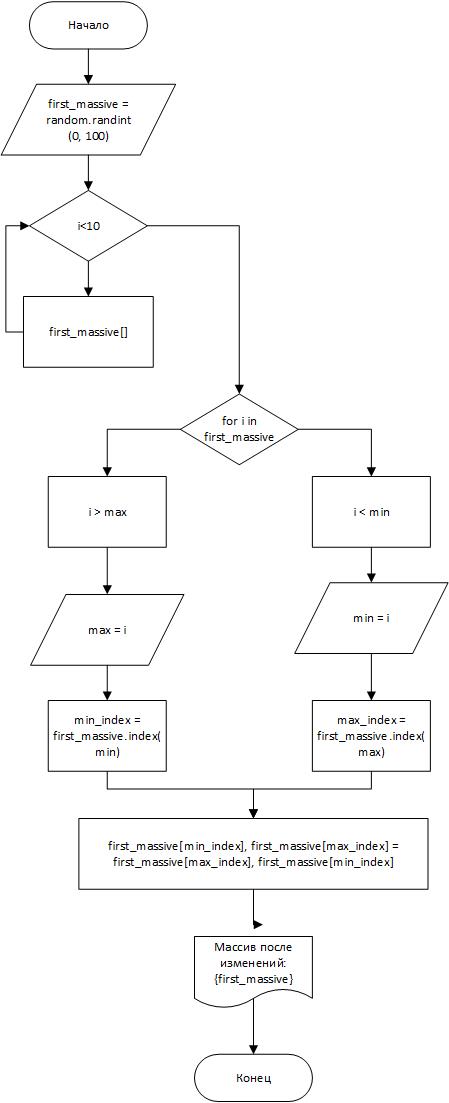 Начало
first_massive =
random.randint
(0, 100)
i<10
first_massive[]
for i in
first_massive
i > max
i < min
max = i
min = i
min_index =
first_massive.index(
min)
max_index =
first_massive.index(
max)
first_massive[min_index], first_massive[max_index] =
first_massive[max_index], first_massive[min_index]
Массив после
изменений:
{first_massive}
Конец